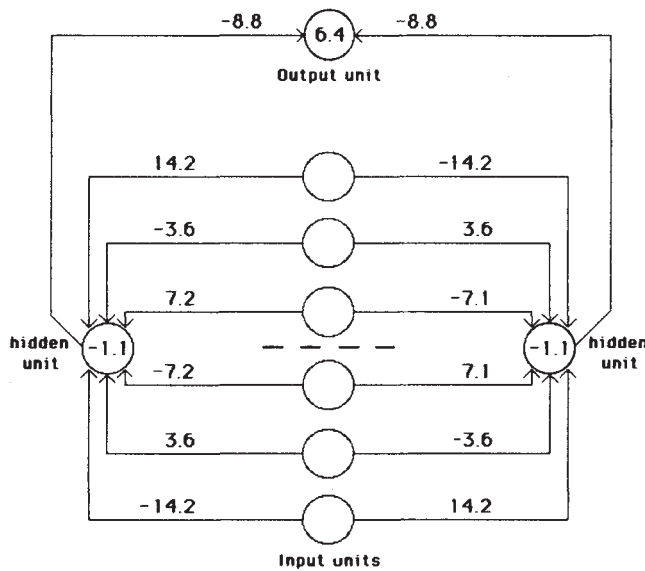 -8.8 6.4 -8.8
Output unit
14.2 -14.2
-3.6 3.6
7.2 -7.1
hidden unit -1.1 -1.1 hidden unit
-7.2 7.1
3.6 -3.6
-14.2 14.2
Input units